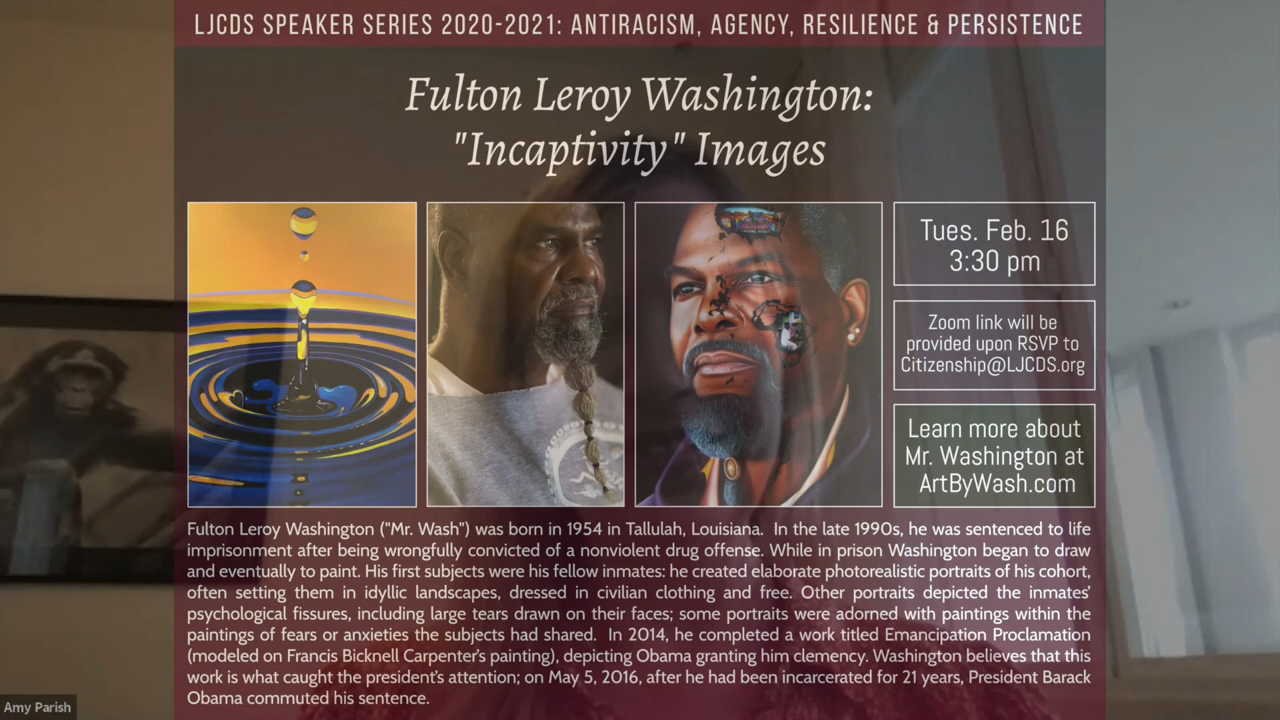 LJCDS SPEAKER SERIES 2020-2021: ANTIRACISM, AGENCY, RESILIENCE & PERSISTENCE
Fulton Leroy Washington:
"Incaptivity" Images
Tues. Feb. 16
3:30 pm
Zoom link will be
provided upon RSVP to
Citizenship@LJCDS.org
Learn more about
Mr. Washington at
ArtByWash.com
Fulton Leroy Washington ("Mr. Wash") was born in 1954 in Tallulah, Louisiana. In the late 1990s, he was sentenced to life
imprisonment after being wrongfully convicted of a nonviolent drug offense. While in prison Washington began to draw
and eventually to paint. His first subjects were his fellow inmates: he created elaborate photorealistic portraits of his cohort,
often setting them in idyllic landscapes, dressed in civilian clothing and free. Other portraits depicted the inmates'
psychological fissures, including large tears drawn on their faces; some portraits were adorned with paintings within the
paintings of fears or anxieties the subjects had shared. In 2014, he completed a work titled Emancipation Proclamation
(modeled on Francis Bicknell Carpenter's painting), depicting Obama granting him clemency. Washington believes that this
work is what caught the president's attention; on May 5, 2016, after he had been incarcerated for 21 years, President Barack
Obama commuted his sentence.
Amy Parish